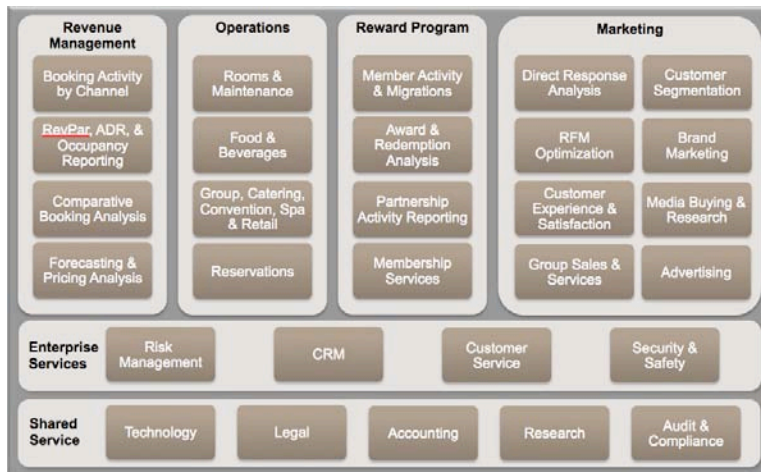 Revenue
Management
Booking Activity
by Channel
RevPar, ADR, &
Occupancy
Reporting
Comparative
Booking Analysis
Forecasting &
Pricing Analysis
Operations
Rooms &
Maintenance
Food &
Beverages
Group, Catering,
Convention, Spa
& Retail
Reservations
Reward Program
Member Activity
& Migrations
Award &
Redemption
Analysis
Partnership
Activity Reporting
Membership
Services
Marketing
Direct Response
Analysis
Customer
Segmentation
RFM
Optimization
Brand
Marketing
Customer
Experience &
Satisfaction
Media Buying &
Research
Group Sales &
Services
Advertising
Enterprise
Services
Risk
Management
CRM
Customer
Service
Security &
Safety
Shared
Service
Technology
Legal
Accounting
Research
Audit &
Compliance